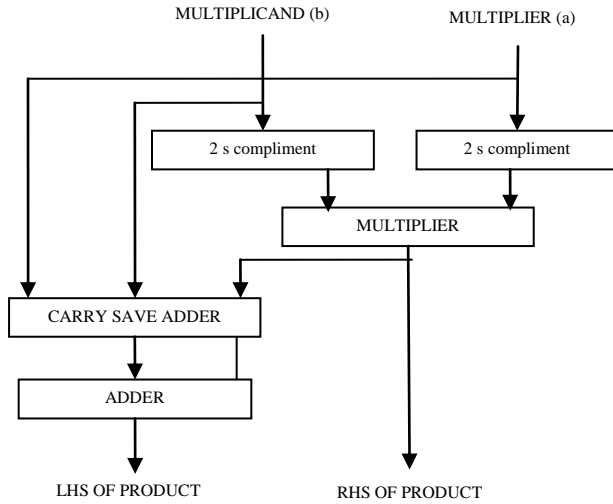 MULTIPLICAND (b)
MULTIPLIER (a)
2 s compliment
2 s compliment
MULTIPLIER
CARRY SAVE ADDER
ADDER
LHS OF PRODUCT
RHS OF PRODUCT